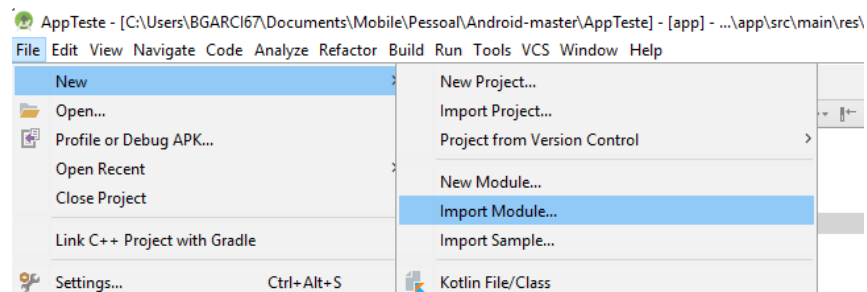 AppTeste - [C:\Users\BGARCI67\Documents\Mobile\Pessoal\Android-master\AppTeste] - [app] - ...\app\src\main\res\
File Edit View Navigate Code Analyze Refactor Build Run Tools VCS Window Help
New
New Project...
Open...
Import Project...
Profile or Debug APK...
Project from Version Control
Open Recent
New Module...
Close Project
Import Module...
Link C++ Project with Gradle
Import Sample...
Settings... Ctrl+Alt+S
Kotlin File/Class